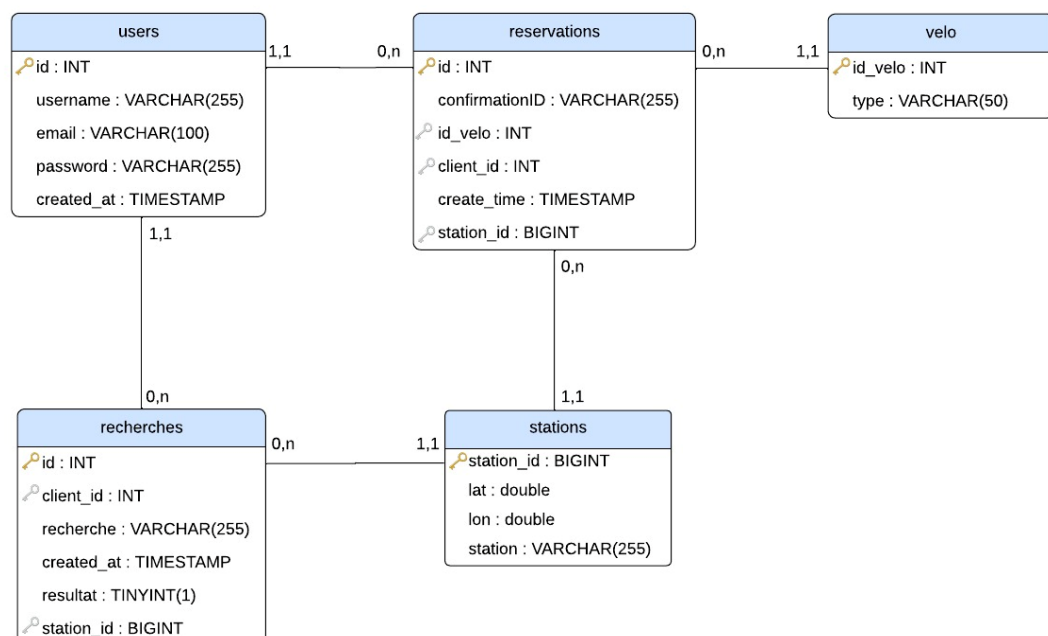 users
id : INT
username : VARCHAR(255)
email : VARCHAR(100)
password : VARCHAR(255)
created_at : TIMESTAMP
1,1
0,n
reservations
id : INT
confirmationID : VARCHAR(255)
id_velo : INT
client_id : INT
create_time : TIMESTAMP
station_id : BIGINT
0,n
1,1
velo
id_velo : INT
type : VARCHAR(50)
1,1
0,n
0,n
1,1
recherches
id : INT
client_id : INT
recherche : VARCHAR(255)
created_at : TIMESTAMP
resultat : TINYINT(1)
station_id : BIGINT
0,n
1,1
stations
station_id : BIGINT
lat : double
lon : double
station : VARCHAR(255)